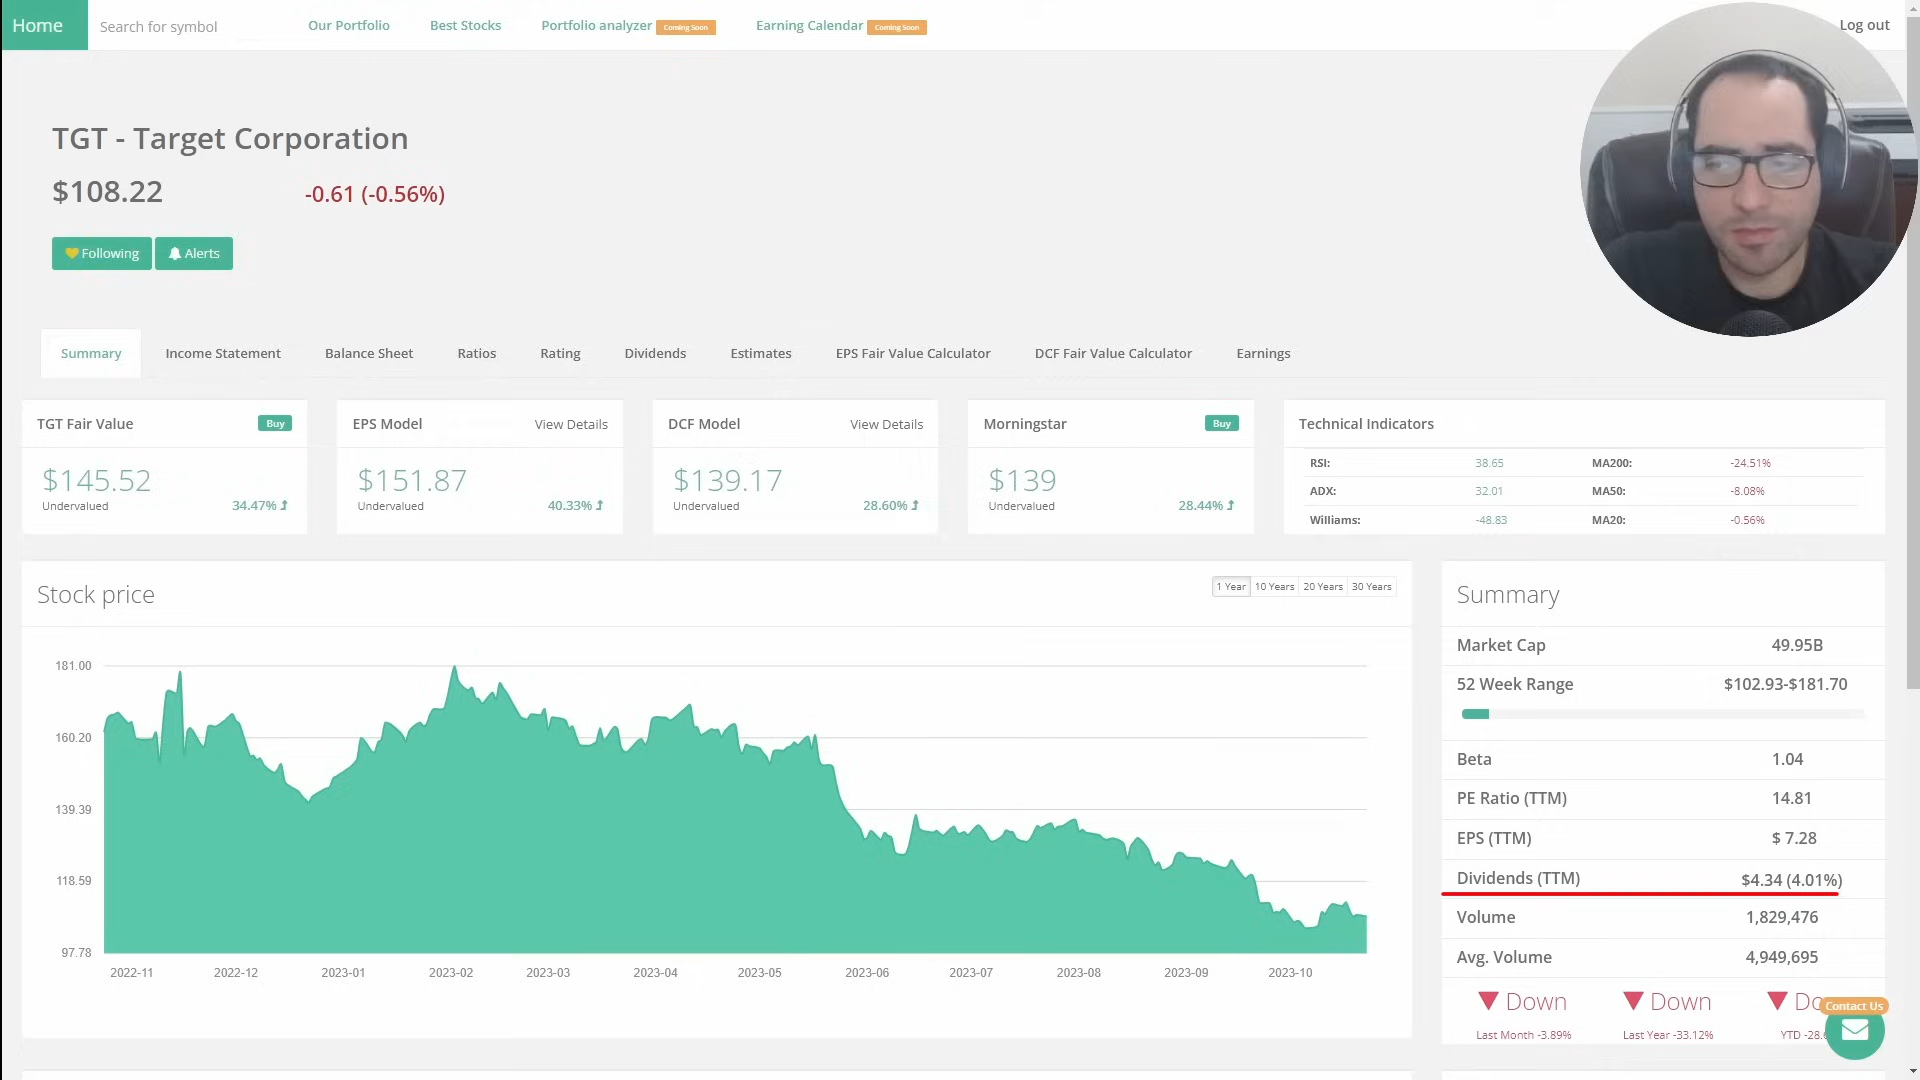 Home
Search for symbol
Our Portfolio
Best Stocks
Portfolio analyzer Coming Soon
Earning Calendar Coming Soon
Log out
TGT - Target Corporation
$108.22
-0.61 (-0.56%)
Following
Alerts
Summary
Income Statement
Balance Sheet
Ratios
Rating
Dividends
Estimates
EPS Fair Value Calculator
DCF Fair Value Calculator
Earnings
TGT Fair Value Buy
$145.52
Undervalued 34.47%
EPS Model View Details
$151.87
Undervalued 40.33%
DCF Model View Details
$139.17
Undervalued 28.60%
Morningstar Buy
$139
Undervalued 28.44%
Technical Indicators
RSI: 38.65 MA200: -24.51%
ADX: 32.01 MA50: -8.08%
Williams: -48.83 MA20: -0.56%
Stock price
1 Year 10 Years 20 Years 30 Years
181.00
160.20
139.39
118.59
97.78
2022-11 2022-12 2023-01 2023-02 2023-03 2023-04 2023-05 2023-06 2023-07 2023-08 2023-09 2023-10
Summary
Market Cap 49.95B
52 Week Range $102.93-$181.70
Beta 1.04
PE Ratio (TTM) 14.81
EPS (TTM) $ 7.28
Dividends (TTM) $4.34 (4.01%)
Volume 1,829,476
Avg. Volume 4,949,695
Down Down
Contact Us
Last Month -3.89% Last Year -33.12% YTD